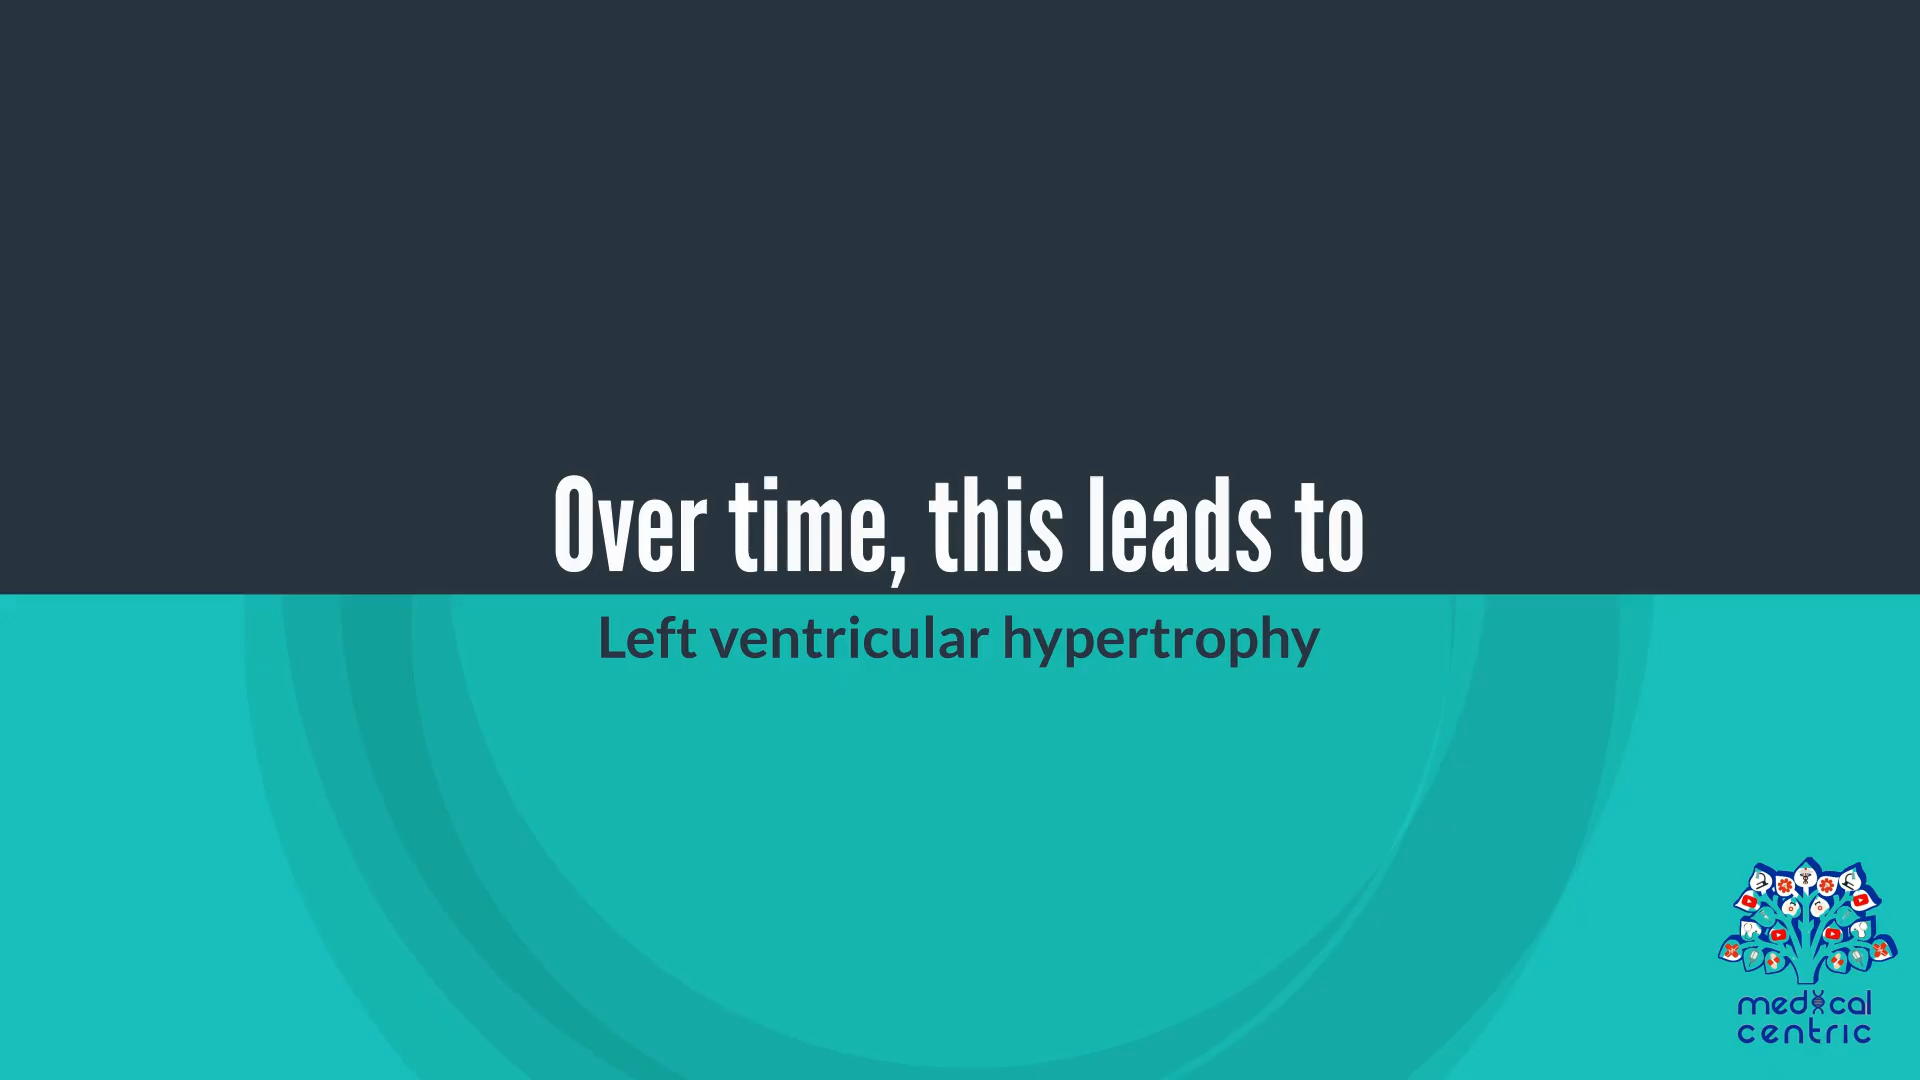 Over time, this leads to
Left ventricular hypertrophy
medical
centric